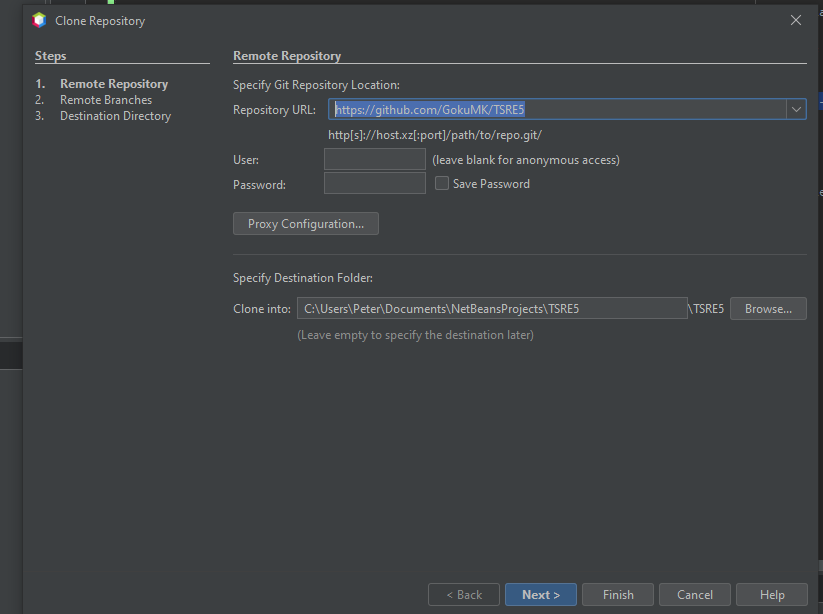 Clone Repository
Steps
1. Remote Repository
2. Remote Branches
3. Destination Directory
Remote Repository
Specify Git Repository Location:
Repository URL: https://github.com/GokuMK/TSRE5
http[s]://host.xz[:port]/path/to/repo.git/
User: (leave blank for anonymous access)
Password: Save Password
Proxy Configuration...
Specify Destination Folder:
Clone into: C:\Users\Peter\Documents\NetBeansProjects\TSRE5 \TSRE5 Browse...
(Leave empty to specify the destination later)
< Back Next > Finish Cancel Help